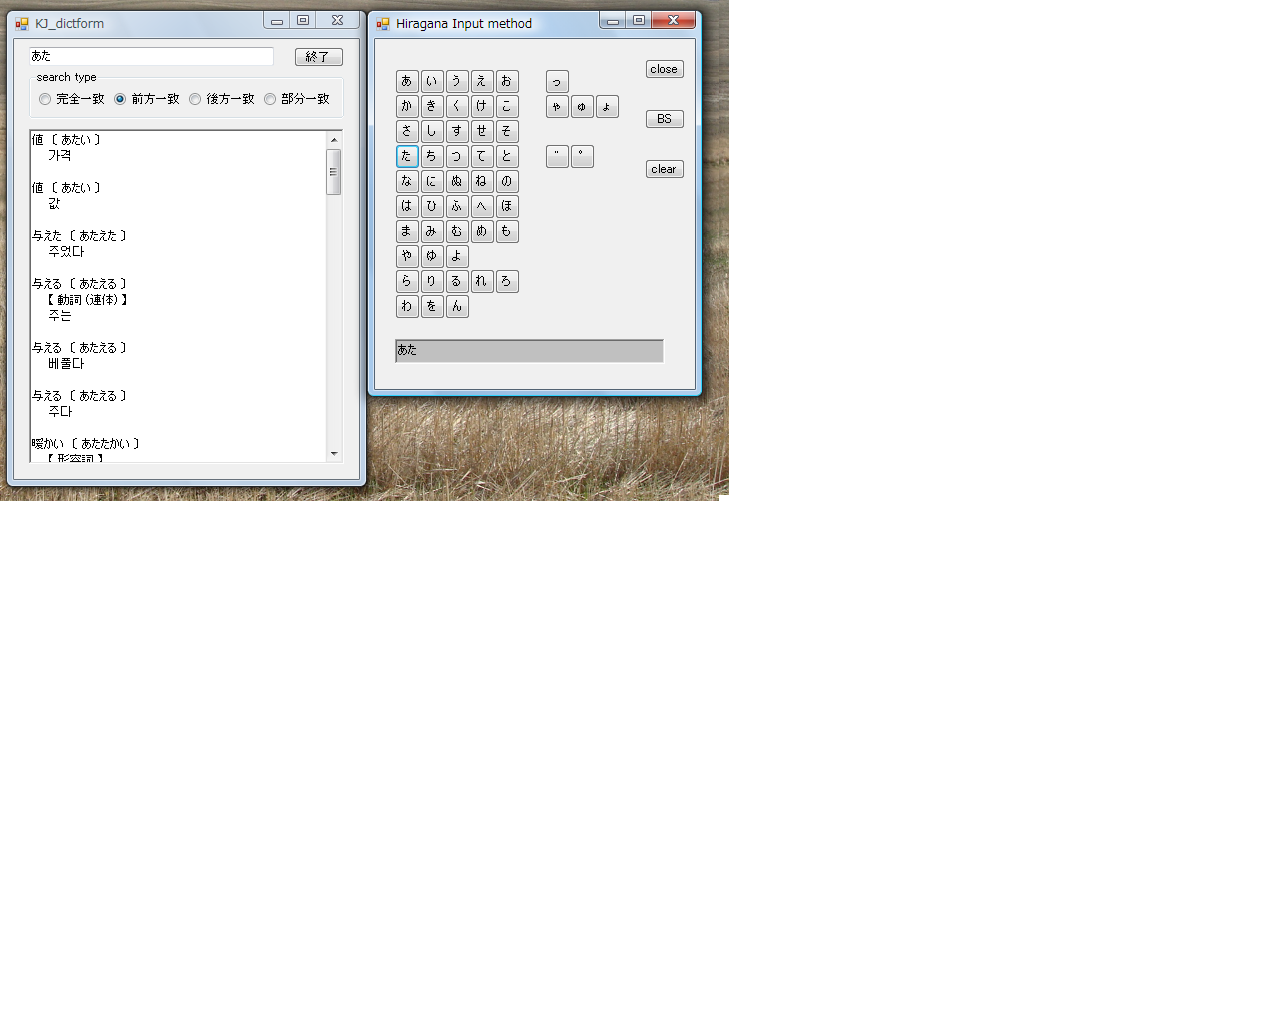 KJ_dictform
あた
終了
search type
完全一致 前方一致 後方一致 部分一致
値 〔 あたい 〕
가격
値 〔 あたい 〕
값
与えた 〔 あたえた 〕
주었다
与える 〔 あたえる 〕
【 動詞 (連体) 】
주는
与える 〔 あたえる 〕
베풀다
与える 〔 あたえる 〕
주다
暖かい 〔 あたたかい 〕
【 形容詞 】
Hiragana Input method
close
あ い う え お っ
か き く け こ ゃ ゅ ょ
BS
さ し す せ そ
た ち つ て と ゛ ゜
clear
な に ぬ ね の
は ひ ふ へ ほ
ま み む め も
や ゆ よ
ら り る れ ろ
わ を ん
あた